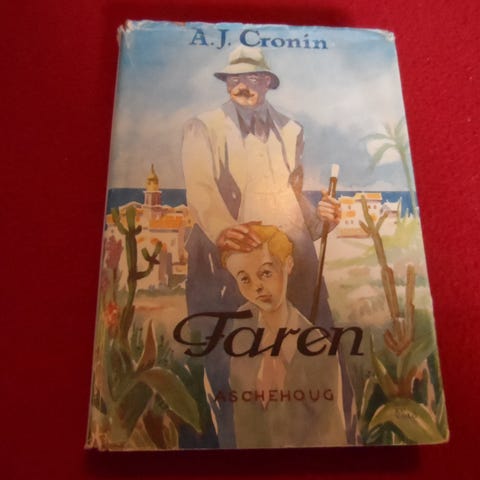 A. J. Cronin
Faren
ASCHEHOUG